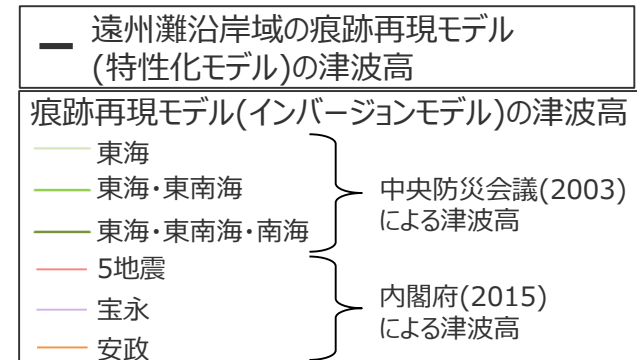 遠州灘沿岸域の痕跡再現モデル
(特性化モデル)の津波高
痕跡再現モデル(インバージョンモデル)の津波高
東海
東海・東南海
東海・東南海・南海
中央防災会議(2003)
による津波高
5地震
宝永
安政
内閣府(2015)
による津波高